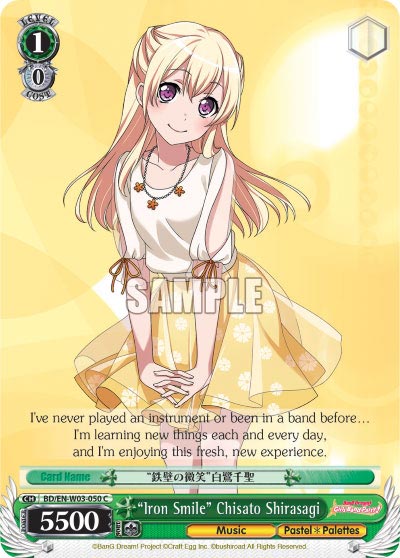 LEVEL
1
0
COST
SAMPLE
I've never played an instrument or been in a band before…
I'm learning new things each and every day,
and I'm enjoying this fresh, new experience.
Card Name
"鉄壁の微笑"白鷺千聖
CH BD/EN-W03-050 C
"Iron Smile" Chisato Shirasagi
POWER
5500
Music
Pastel＊Palettes
©BanG Dream! Project ©Craft Egg Inc. ©bushiroad All Rights Reserved.